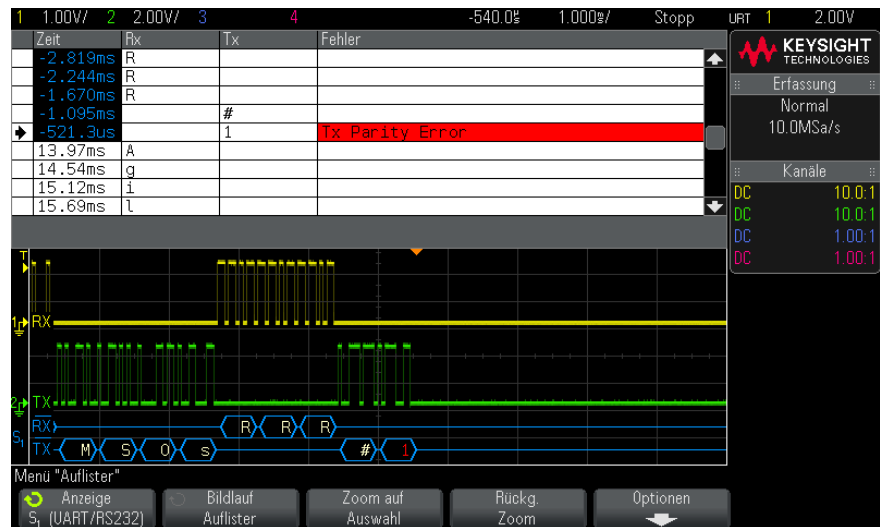 1 1.00V/ 2 2.00V/ 3 4 -540.0us 1.000ms/ Stopp URT 1 2.00V
Zeit Rx Tx Fehler
-2.819ms R
-2.244ms R
-1.670ms R
-1.095ms #
-521.3us 1 Tx Parity Error
13.97ms A
14.54ms g
15.12ms i
15.69ms l
KEYSIGHT
TECHNOLOGIES
Erfassung
Normal
10.0MSa/s
Kanäle
DC 10.0:1
DC 10.0:1
DC 1.00:1
DC 1.00:1
T
1 RX
2 TX
S1 RX R R R
TX M S O s # 1
Menü "Auflister"
Anzeige
S1 (UART/RS232)
Bildlauf
Auflister
Zoom auf
Auswahl
Rückg.
Zoom
Optionen